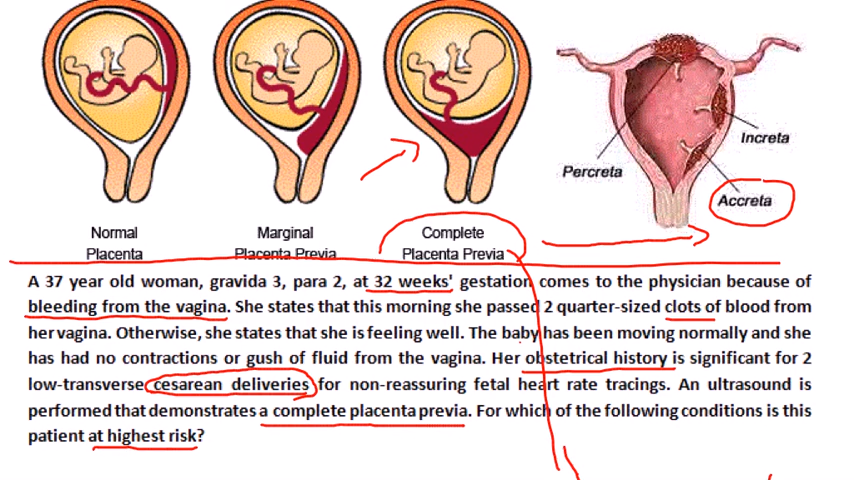 Increta
Percreta
Accreta
Normal
Placenta
Marginal
Placenta Previa
Complete
Placenta Previa
A 37 year old woman, gravida 3, para 2, at 32 weeks' gestation comes to the physician because of
bleeding from the vagina. She states that this morning she passed 2 quarter-sized clots of blood from
her vagina. Otherwise, she states that she is feeling well. The baby has been moving normally and she
has had no contractions or gush of fluid from the vagina. Her obstetrical history is significant for 2
low-transverse cesarean deliveries for non-reassuring fetal heart rate tracings. An ultrasound is
performed that demonstrates a complete placenta previa. For which of the following conditions is this
patient at highest risk?